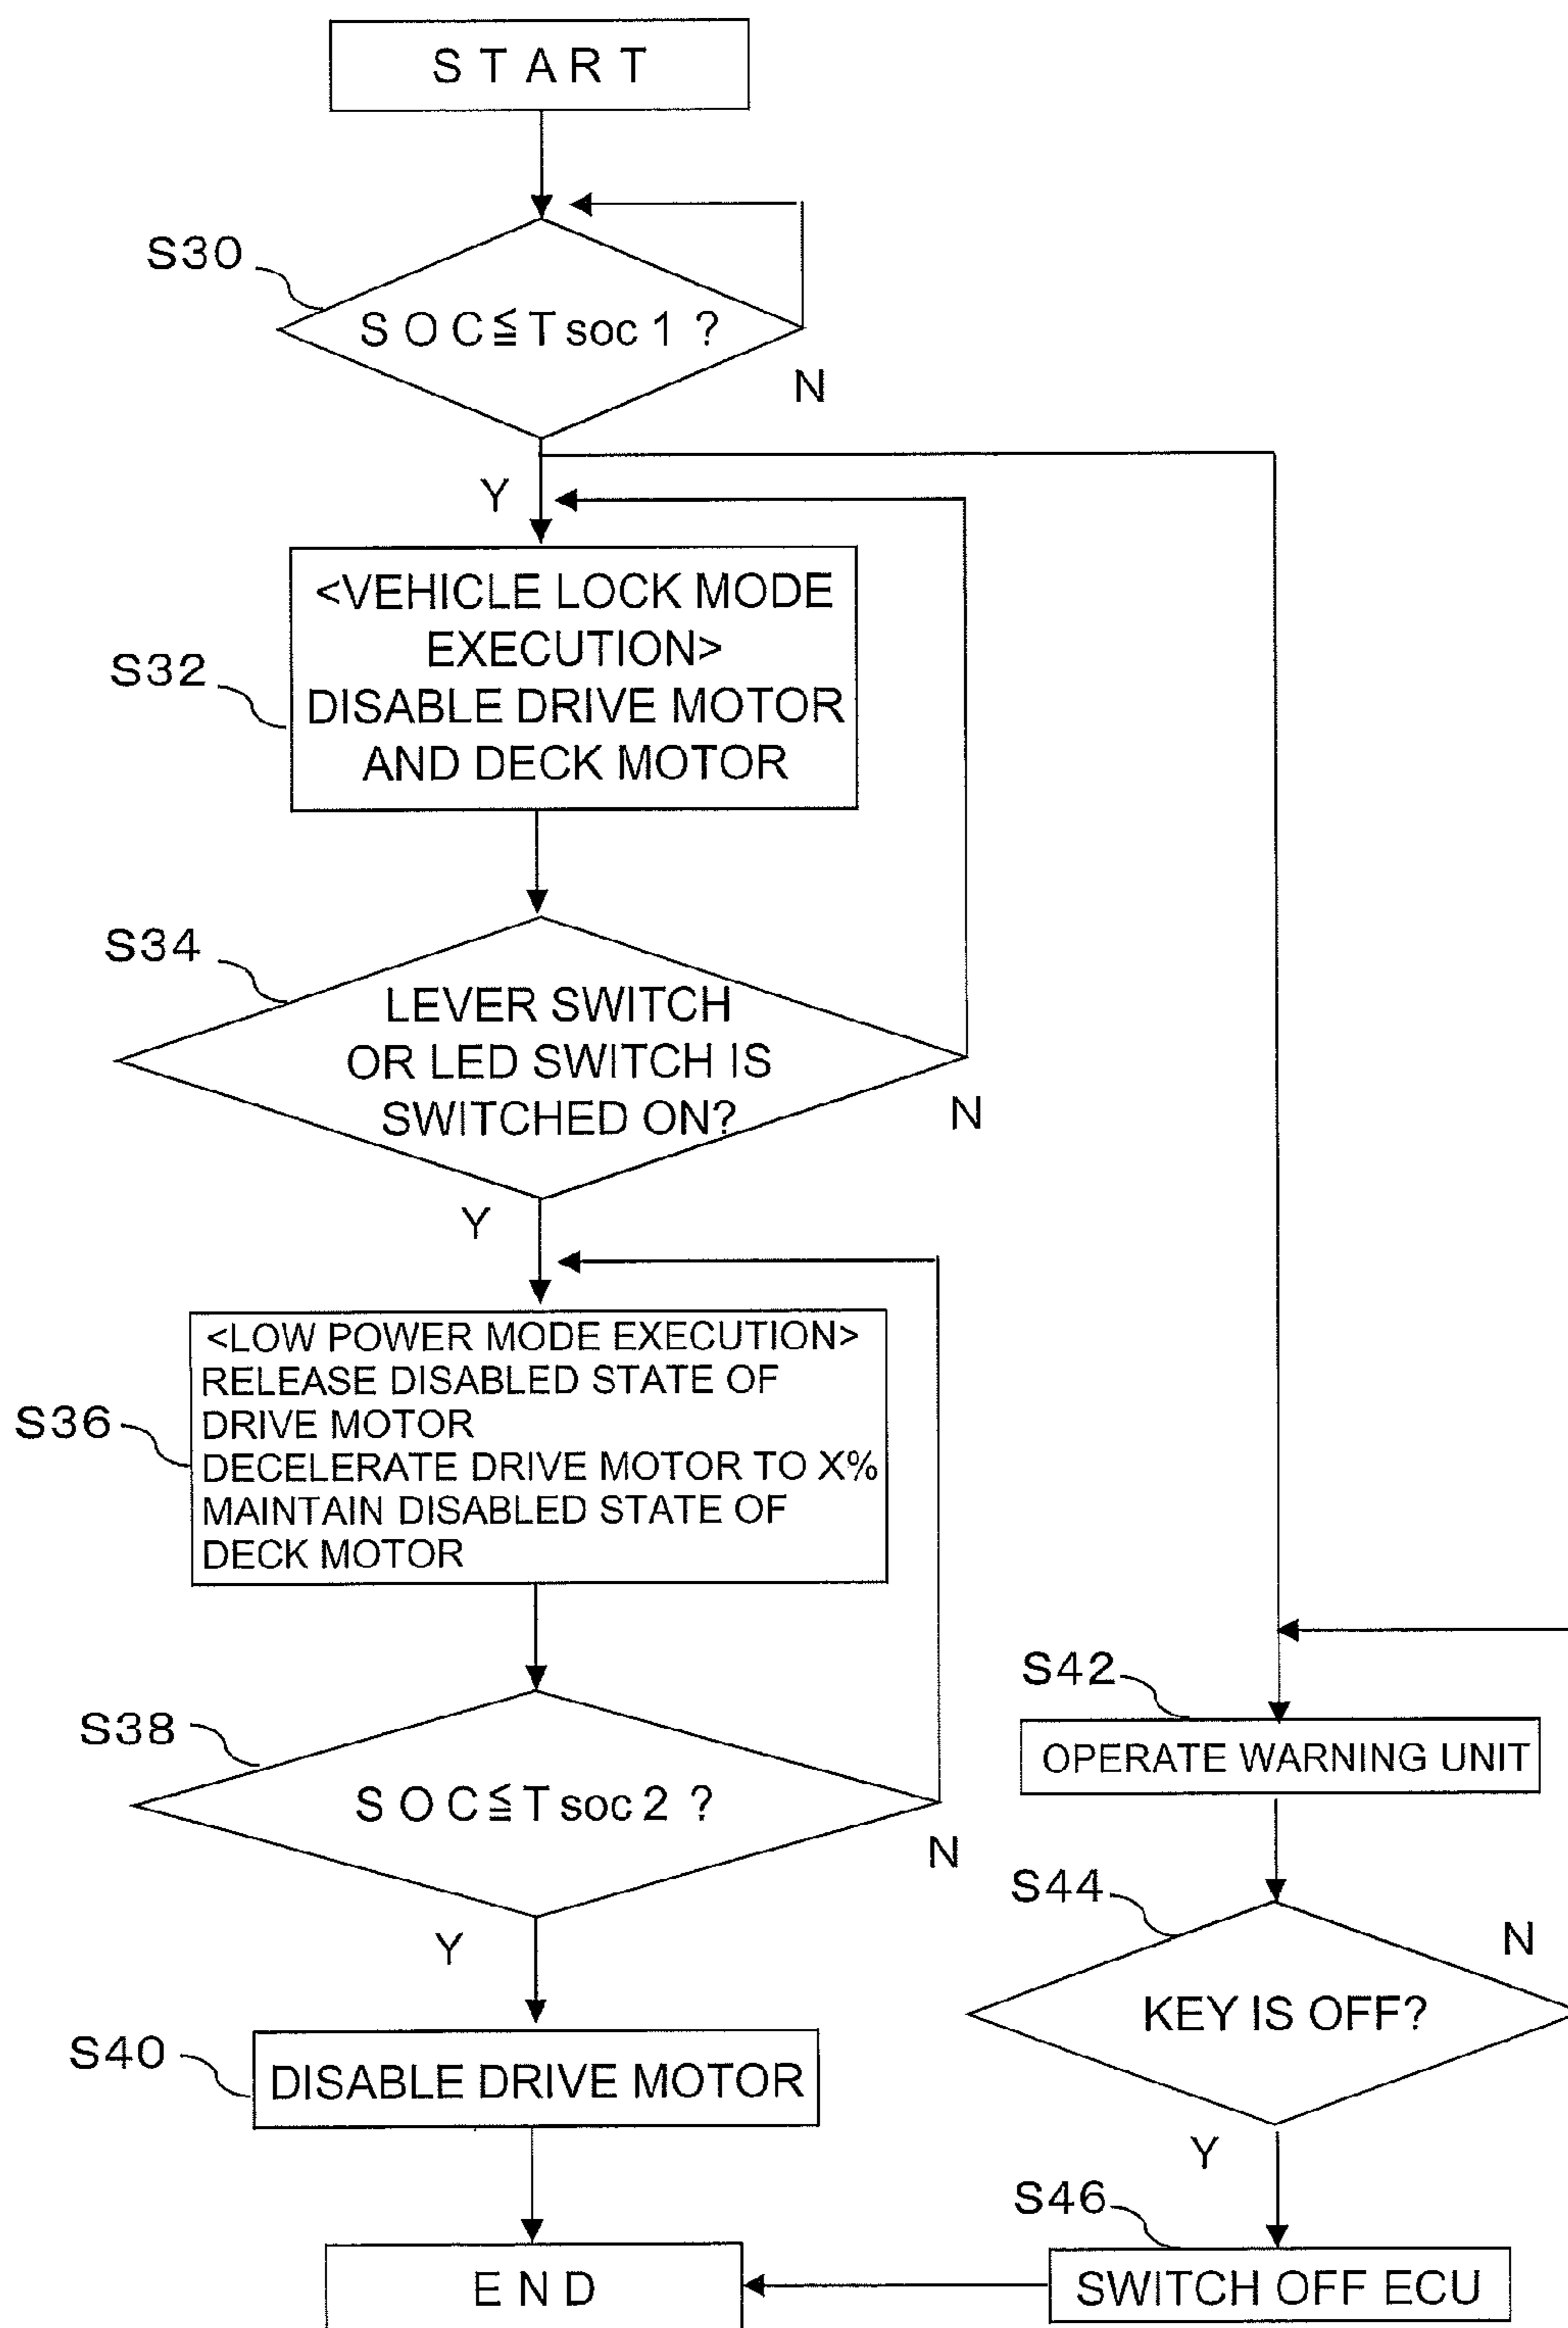 START
S30
SOC≦Tsoc1 ?
N
Y
S32
<VEHICLE LOCK MODE
EXECUTION>
DISABLE DRIVE MOTOR
AND DECK MOTOR
S34
LEVER SWITCH
OR LED SWITCH IS
SWITCHED ON?
N
Y
S36
<LOW POWER MODE EXECUTION>
RELEASE DISABLED STATE OF
DRIVE MOTOR
DECELERATE DRIVE MOTOR TO X%
MAINTAIN DISABLED STATE OF
DECK MOTOR
S38
SOC≦Tsoc2 ?
N
Y
S40
DISABLE DRIVE MOTOR
END
S42
OPERATE WARNING UNIT
S44
N
KEY IS OFF?
Y
S46
SWITCH OFF ECU